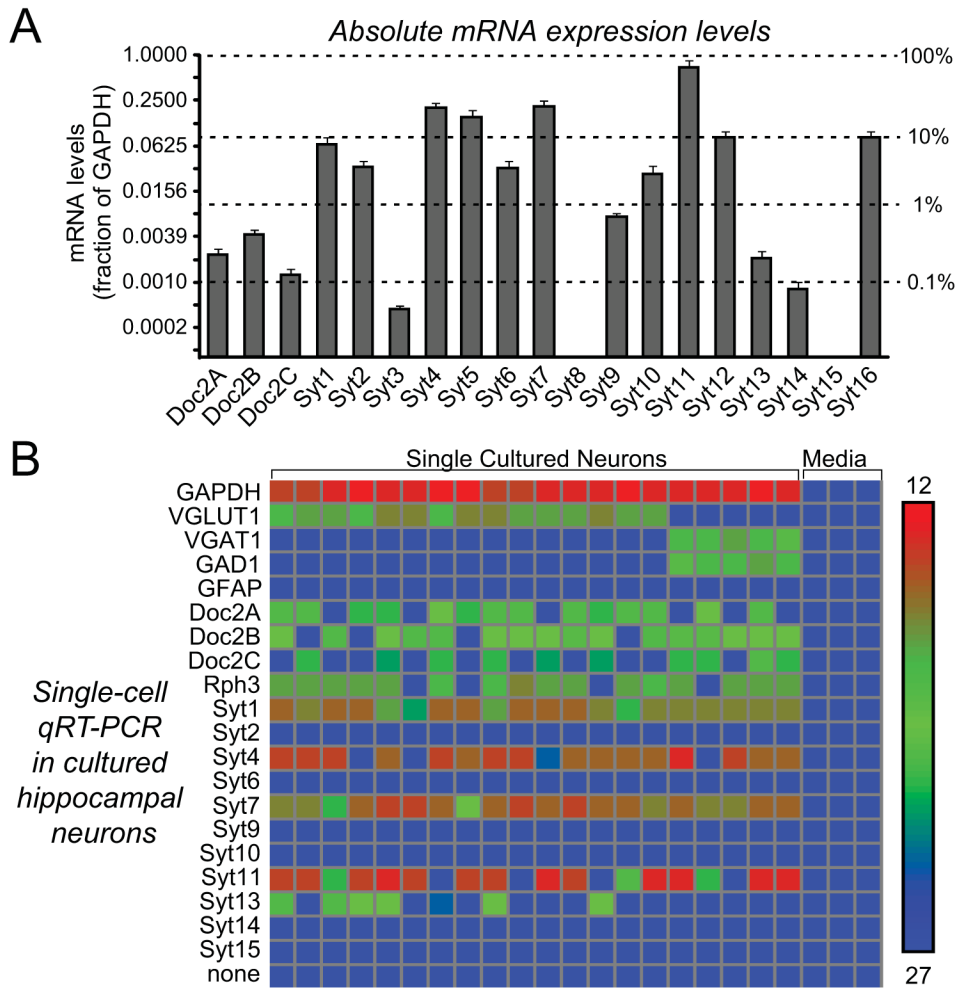 A
Absolute mRNA expression levels
mRNA levels
(fraction of GAPDH)
1.0000
0.2500
0.0625
0.0156
0.0039
0.0010
0.0002
100%
10%
1%
0.1%
Doc2A
Doc2B
Doc2C
Syt1
Syt2
Syt3
Syt4
Syt5
Syt6
Syt7
Syt8
Syt9
Syt10
Syt11
Syt12
Syt13
Syt14
Syt15
Syt16
B
Single Cultured Neurons
Media
Single-cell
qRT-PCR
in cultured
hippocampal
neurons
GAPDH
VGLUT1
VGAT1
GAD1
GFAP
Doc2A
Doc2B
Doc2C
Rph3
Syt1
Syt2
Syt4
Syt6
Syt7
Syt9
Syt10
Syt11
Syt13
Syt14
Syt15
none
12
27